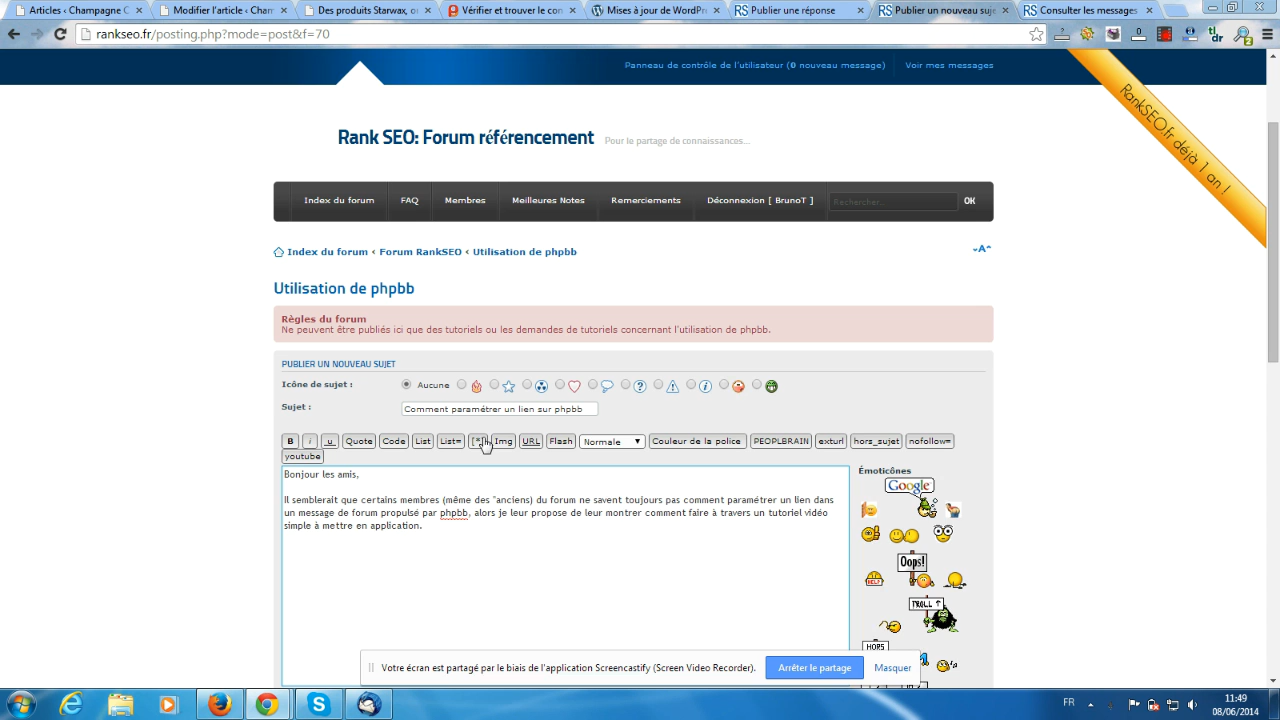 Articles ‹ Champagne C
Modifier l'article ‹ Cham
Des produits Starwax, or
Vérifier et trouver le con
Mises à jour de WordPr
Publier une réponse
Publier un nouveau suje
Consulter les messages
rankseo.fr/posting.php?mode=post&f=70
Panneau de contrôle de l'utilisateur (0 nouveau message)
Voir mes messages
RankSEO.fr déjà 1 an !
Rank SEO: Forum référencement
Pour le partage de connaissances...
Index du forum
FAQ
Membres
Meilleures Notes
Remerciements
Déconnexion [ BrunoT ]
Rechercher…
OK
Index du forum ‹ Forum RankSEO ‹ Utilisation de phpbb
Utilisation de phpbb
Règles du forum
Ne peuvent être publiés ici que des tutoriels ou les demandes de tutoriels concernant l'utilisation de phpbb.
PUBLIER UN NOUVEAU SUJET
Icône de sujet :
Aucune
Sujet :
Comment paramétrer un lien sur phpbb
B i u Quote Code List List= [*] Img URL Flash Normale Couleur de la police PEOPLBRAIN exturl hors_sujet nofollow=
youtube
Bonjour les amis,
Il semblerait que certains membres (même des "anciens) du forum ne savent toujours pas comment paramétrer un lien dans
un message de forum propulsé par phpbb, alors je leur propose de leur montrer comment faire à travers un tutoriel vidéo
simple à mettre en application.
Émoticônes
Google
Oops!
HELP
TROLL ↑
HORS
Votre écran est partagé par le biais de l'application Screencastify (Screen Video Recorder).
Arrêter le partage
Masquer
FR
11:49
08/06/2014